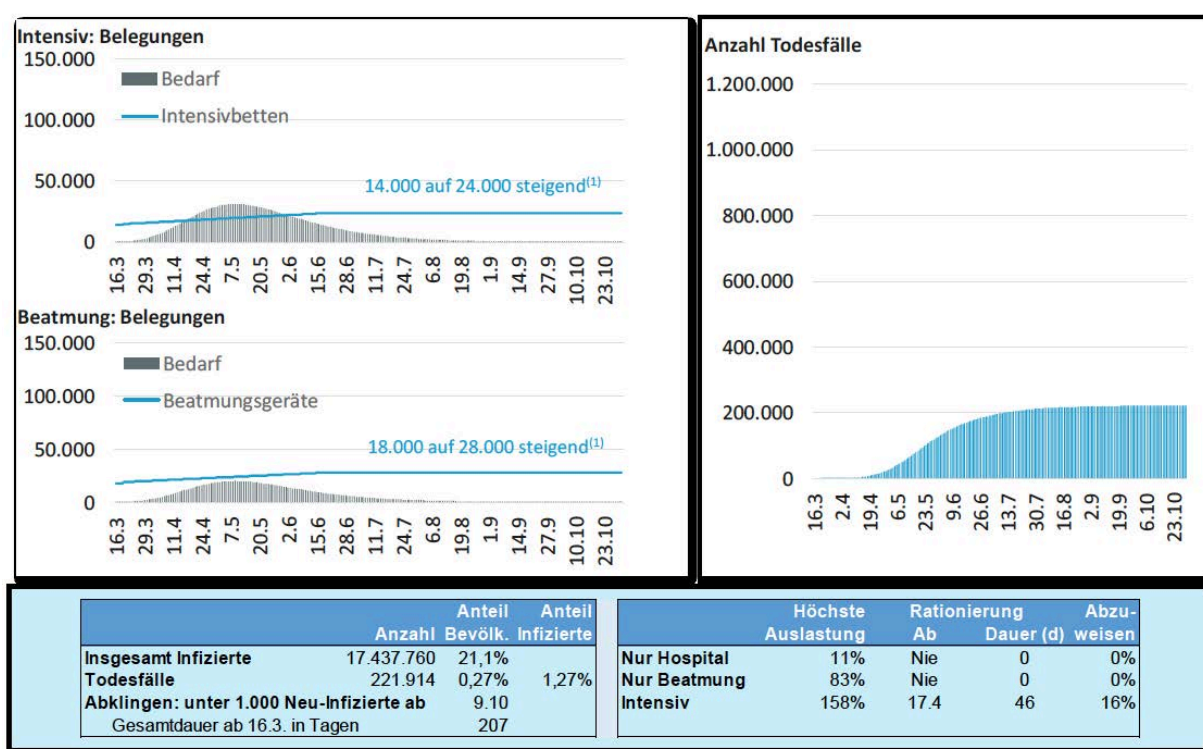 Intensiv: Belegungen
150.000
Bedarf
100.000
Intensivbetten
50.000
14.000 auf 24.000 steigend(1)
0
16.3 29.3 11.4 24.4 7.5 20.5 2.6 15.6 28.6 11.7 24.7 6.8 19.8 1.9 14.9 27.9 10.10 23.10
Beatmung: Belegungen
150.000
Bedarf
100.000
Beatmungsgeräte
50.000
18.000 auf 28.000 steigend(1)
0
16.3 29.3 11.4 24.4 7.5 20.5 2.6 15.6 28.6 11.7 24.7 6.8 19.8 1.9 14.9 27.9 10.10 23.10
Anzahl Todesfälle
1.200.000
1.000.000
800.000
600.000
400.000
200.000
0
16.3 2.4 19.4 6.5 23.5 9.6 26.6 13.7 30.7 16.8 2.9 19.9 6.10 23.10
Anteil Anteil
Anzahl Bevölk. Infizierte
Insgesamt Infizierte 17.437.760 21,1%
Todesfälle 221.914 0,27% 1,27%
Abklingen: unter 1.000 Neu-Infizierte ab 9.10
Gesamtdauer ab 16.3. in Tagen 207
Höchste Rationierung Abzu-
Auslastung Ab Dauer (d) weisen
Nur Hospital 11% Nie 0 0%
Nur Beatmung 83% Nie 0 0%
Intensiv 158% 17.4 46 16%